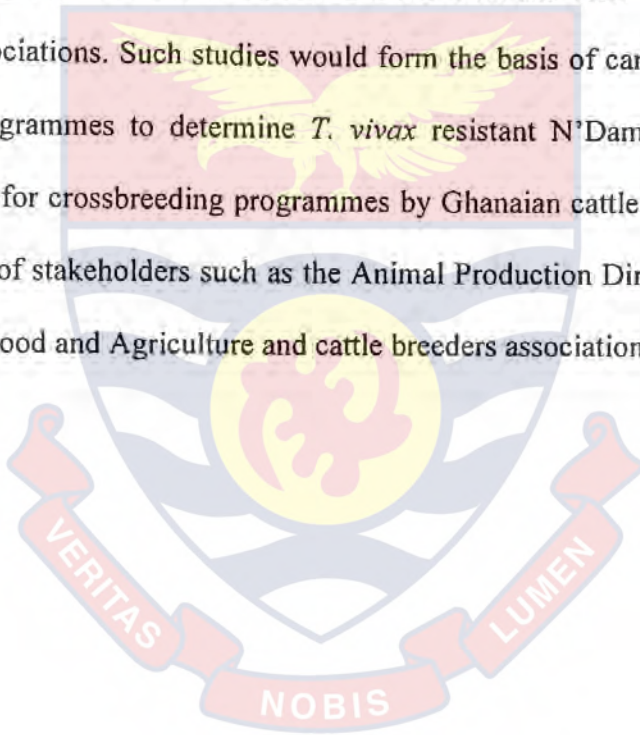 ociations. Such studies would form the basis of car
grammes to determine T. vivax resistant N'Dam
for crossbreeding programmes by Ghanaian cattle
of stakeholders such as the Animal Production Dir
ood and Agriculture and cattle breeders association
VERITAS
NOBIS
LUMEN